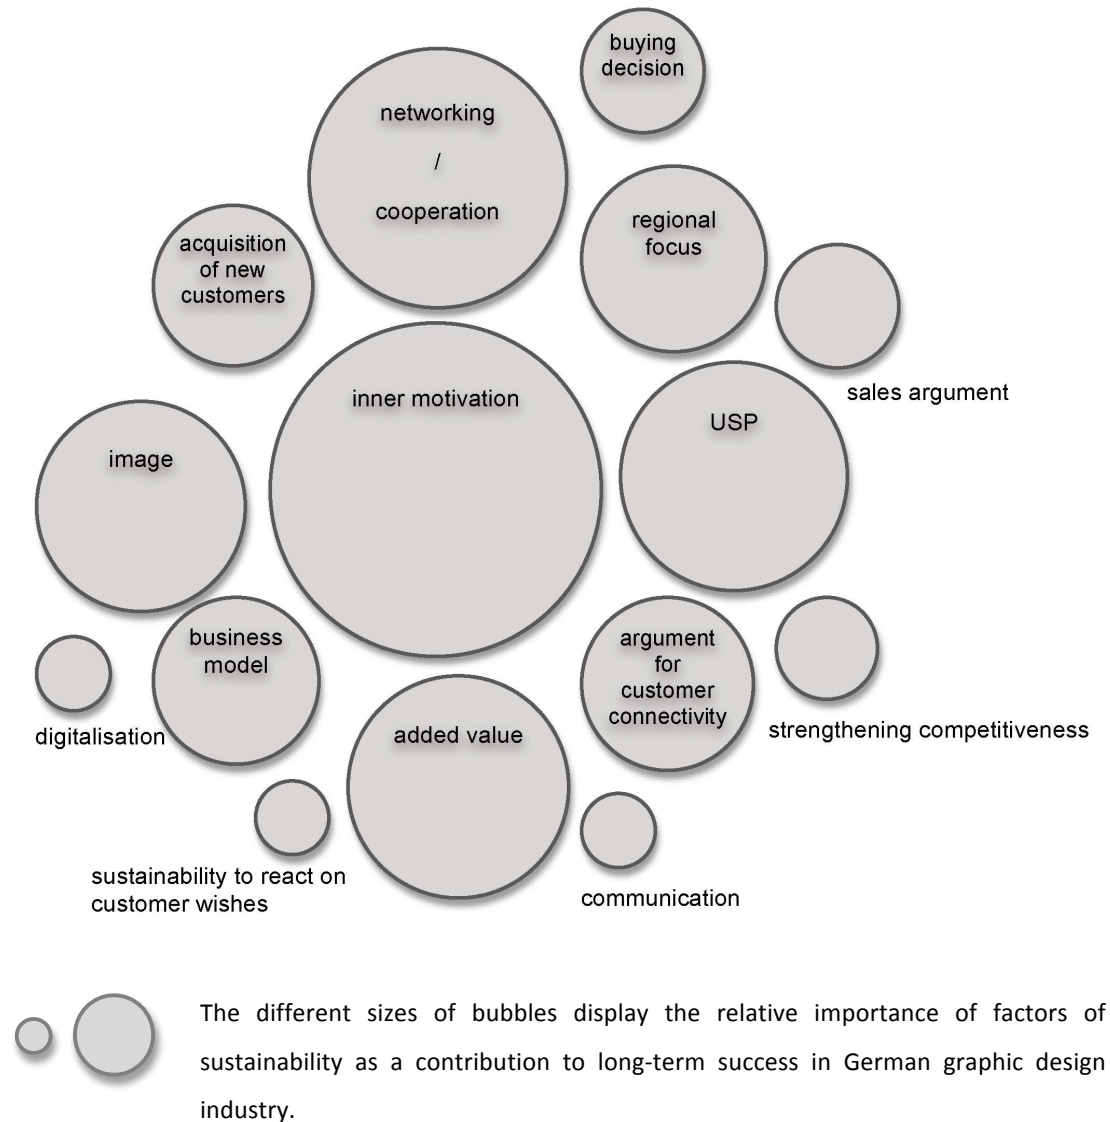 buying
decision
networking
/
cooperation
regional
focus
acquisition
of new
customers
sales argument
inner motivation
USP
image
business
model
argument
for
customer
connectivity
digitalisation
added value
strengthening competitiveness
sustainability to react on
customer wishes
communication
The different sizes of bubbles display the relative importance of factors of
sustainability as a contribution to long-term success in German graphic design
industry.